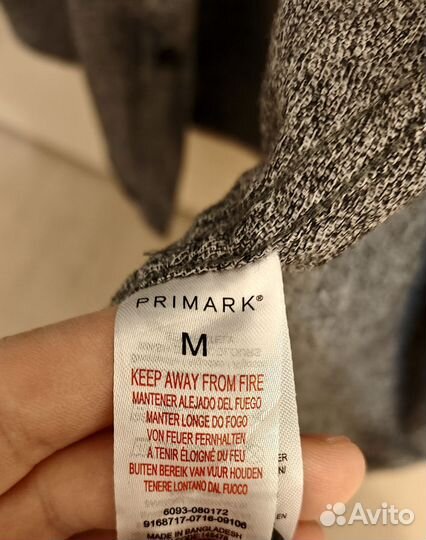 PRIMARK®
M
KEEP AWAY FROM FIRE
MANTENER ALEJADO DEL FUEGO
MANTER LONGE DO FOGO
VON FEUER FERNHALTEN
A TENIR ÉLOIGNÉ DU FEU
BUITEN BEREIK VAN VUUR HOUDEN
TENERE LONTANO DAL FUOCO
6093-080172
9168717-0716-09106
MADE IN BANGLADESH
Avito